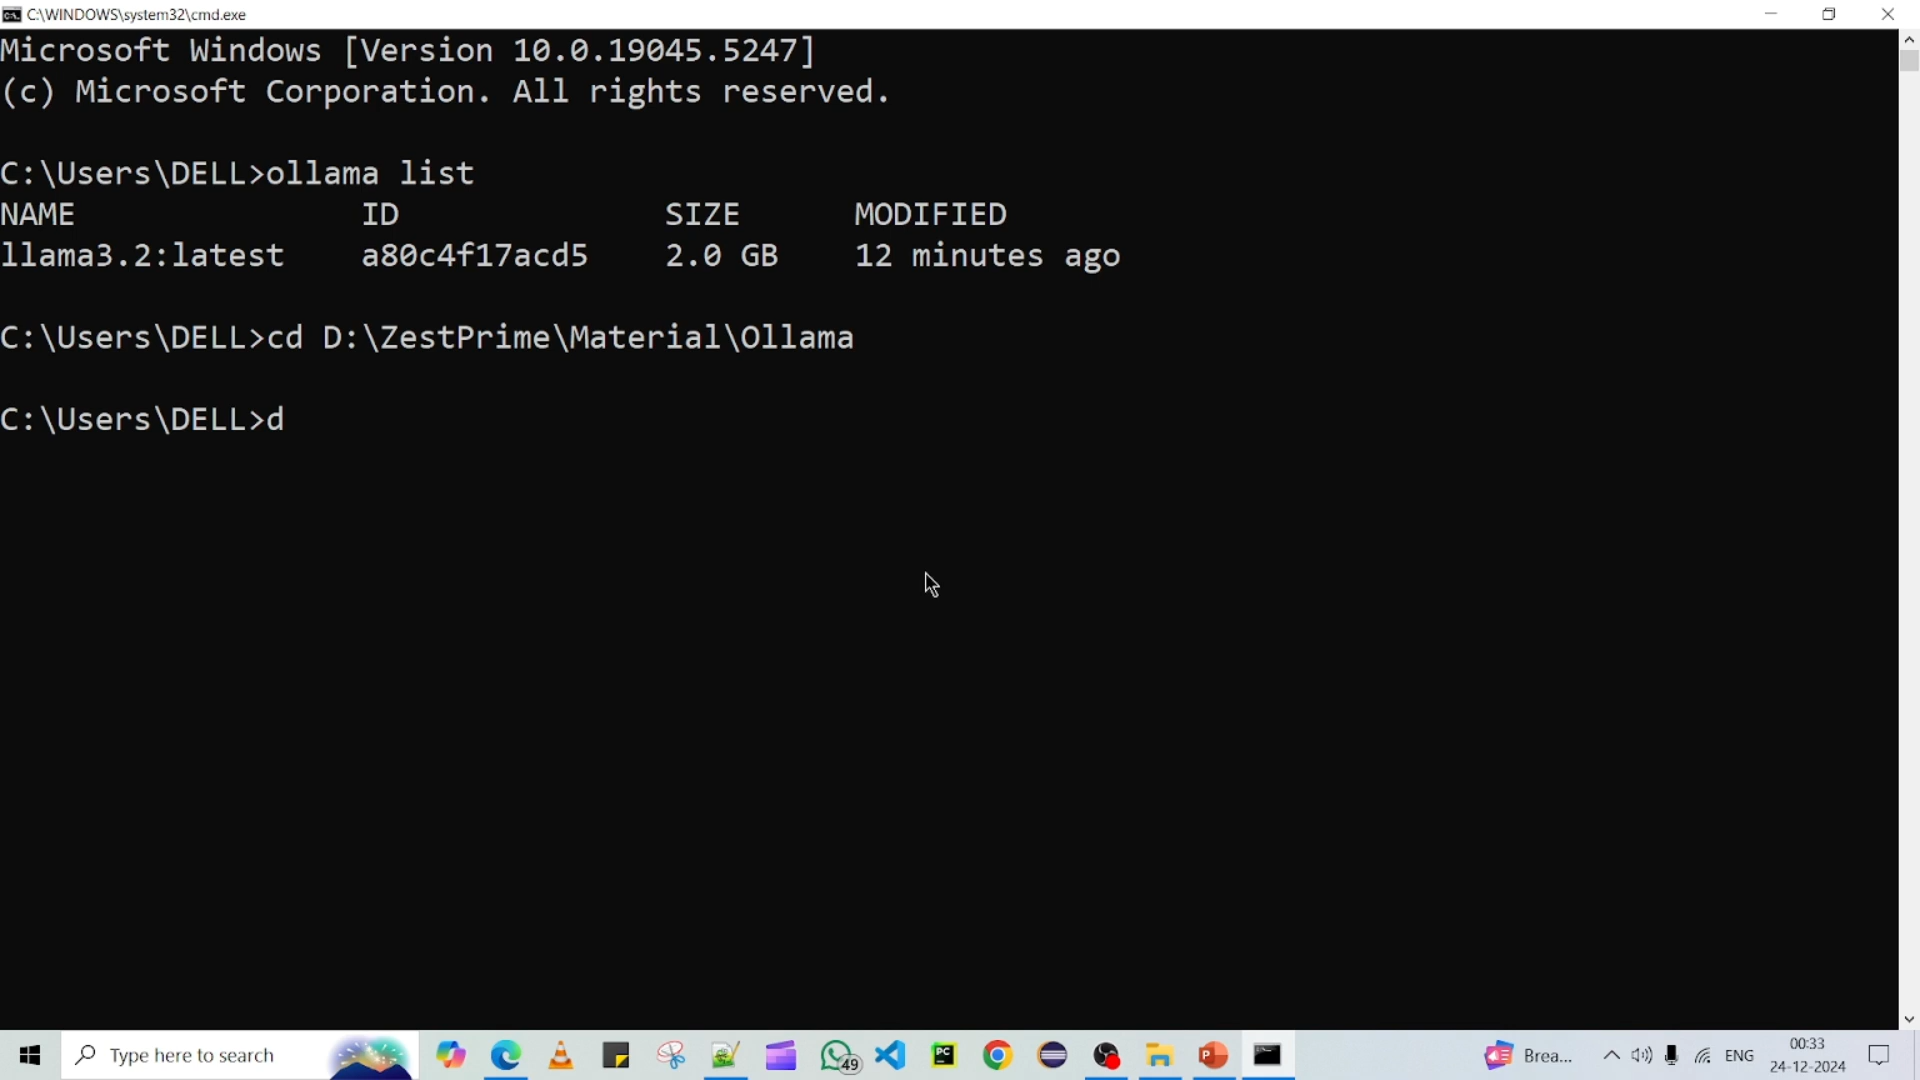 C:\WINDOWS\system32\cmd.exe
Microsoft Windows [Version 10.0.19045.5247]
(c) Microsoft Corporation. All rights reserved.
C:\Users\DELL>ollama list
NAME ID SIZE MODIFIED
llama3.2:latest a80c4f17acd5 2.0 GB 12 minutes ago
C:\Users\DELL>cd D:\ZestPrime\Material\Ollama
C:\Users\DELL>d
Type here to search
49
PC
P
Brea...
ENG
00:33
24-12-2024